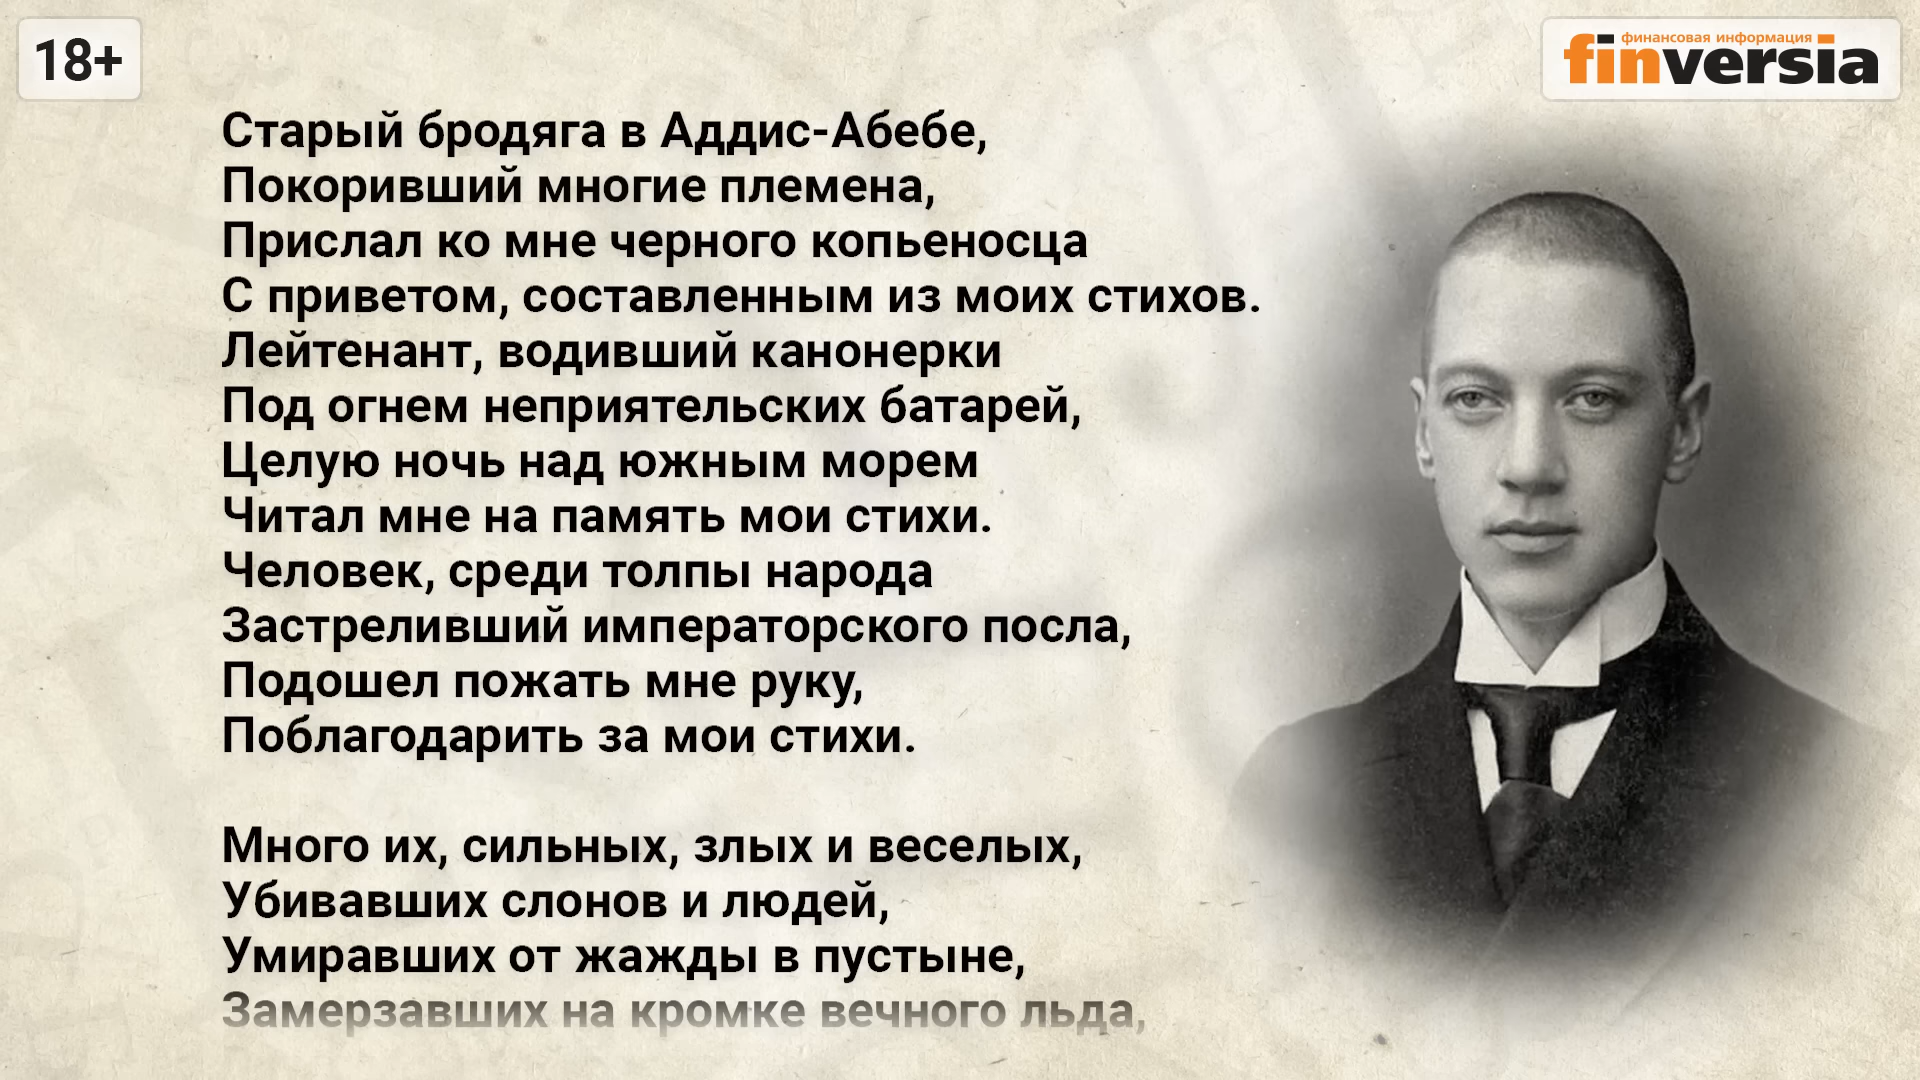 18+
финансовая информация
finversia
Старый бродяга в Аддис-Абебе,
Покоривший многие племена,
Прислал ко мне черного копьеносца
С приветом, составленным из моих стихов.
Лейтенант, водивший канонерки
Под огнем неприятельских батарей,
Целую ночь над южным морем
Читал мне на память мои стихи.
Человек, среди толпы народа
Застреливший императорского посла,
Подошел пожать мне руку,
Поблагодарить за мои стихи.
Много их, сильных, злых и веселых,
Убивавших слонов и людей,
Умиравших от жажды в пустыне,
Замерзавших на кромке вечного льда,